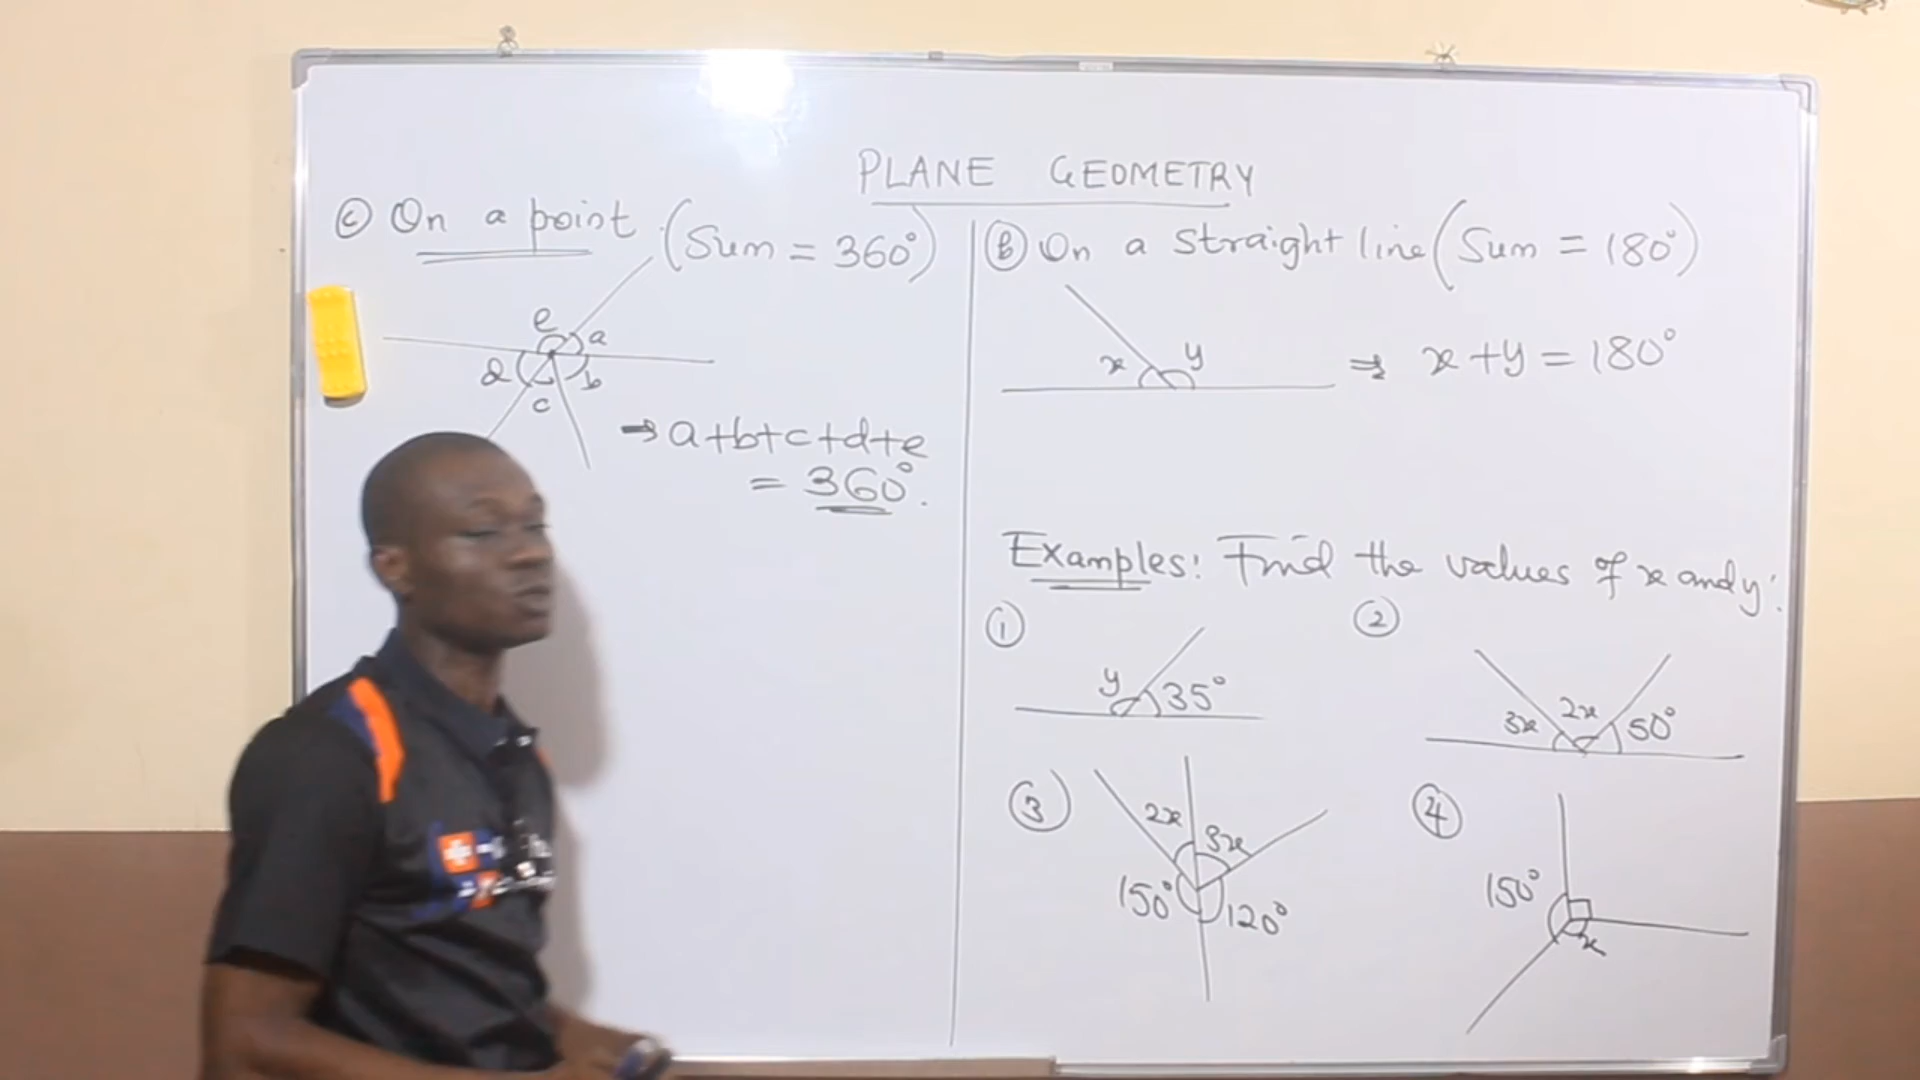 PLANE GEOMETRY
Ⓒ On a point (Sum = 360°)
e
a
d
b
c
⇒ a+b+c+d+e
= 360°.
Ⓑ On a straight line (Sum = 180°)
x y
⇒ x+y = 180°
Examples: Find the values of x and y:
①
y 35°
②
3x 2x 50°
③
2x 3x
150° 120°
④
150°
x